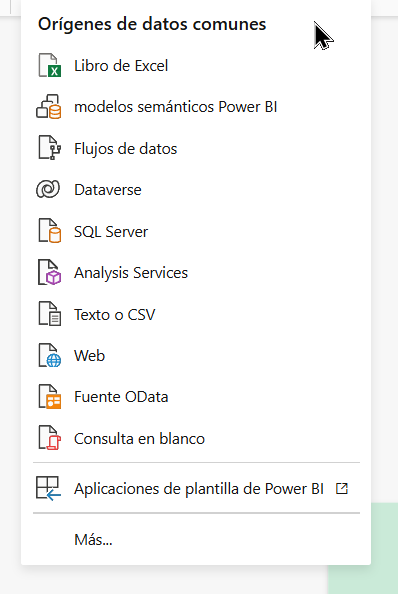 Orígenes de datos comunes
Libro de Excel
modelos semánticos Power BI
Flujos de datos
Dataverse
SQL Server
Analysis Services
Texto o CSV
Web
Fuente OData
Consulta en blanco
Aplicaciones de plantilla de Power BI
Más...